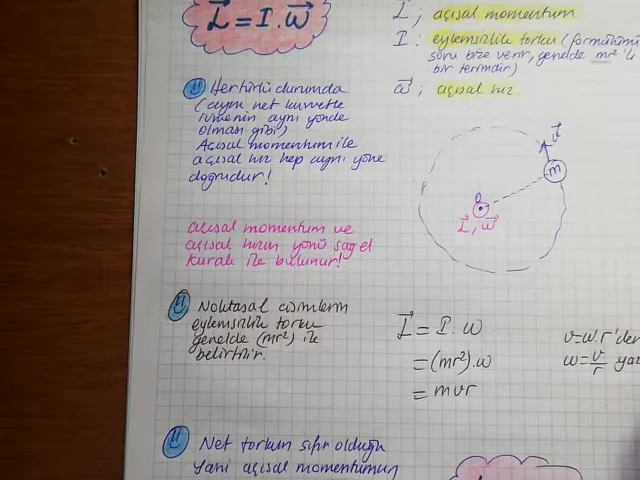 L = I . w
L ; açısal momentum
I : eylemsizlik torku (formülünü
soru bize verir, genelde mr² 'li
bir terimdir)
w ; açısal hız.
Her türlü durumda
(aynı net kuvvetle
ivmenin aynı yönde
olması gibi)
Açısal momentum ile
açısal hız hep aynı yöne
doğrudur!
v
m
O
L, w
açısal momentum ve
açısal hızın yönü sağ el
kuralı ile bulunur!
Noktasal cisimlerin
eylemsizlik torku
genelde (mr²) ile
belirtilir.
L = I . w
= (mr²) . w
= mvr
v=w.r'den
w=v/r
Net torkun sıfır olduğu
Yani açısal momentumun